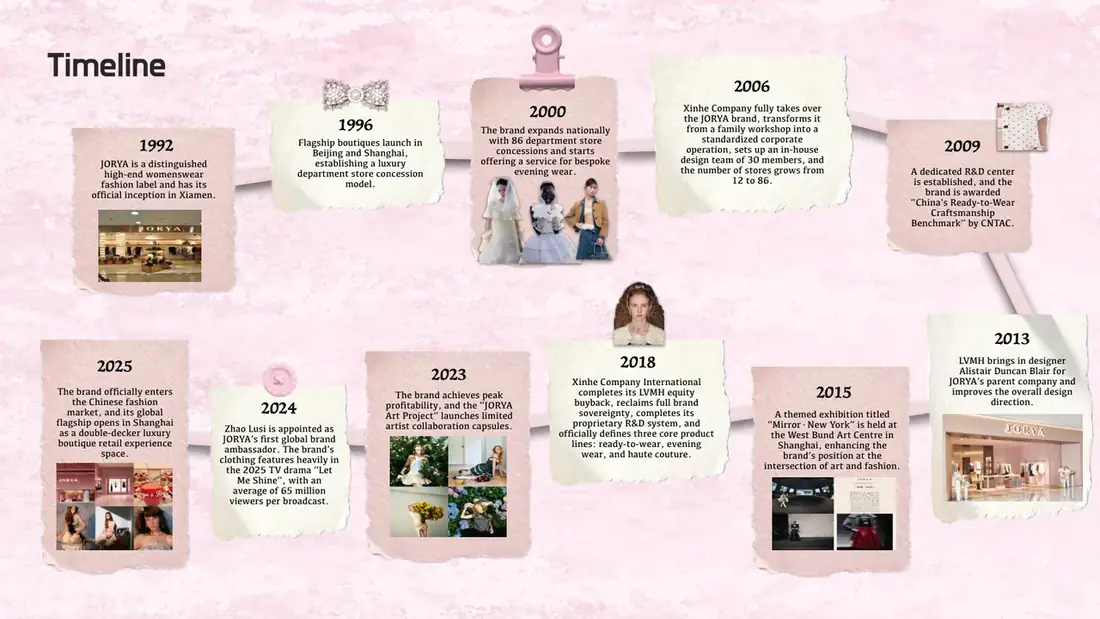 Timeline
1992
JORYA is a distinguished
high-end womenswear
fashion label and has its
official inception in Xiamen.
JORYA
1996
Flagship boutiques launch in
Beijing and Shanghai,
establishing a luxury
department store concession
model.
2000
The brand expands nationally
with 86 department store
concessions and starts
offering a service for bespoke
evening wear.
2006
Xinhe Company fully takes over
the JORYA brand, transforms it
from a family workshop into a
standardized corporate
operation, sets up an in-house
design team of 30 members, and
the number of stores grows from
12 to 86.
2009
A dedicated R&D center
is established, and the
brand is awarded
“China’s Ready-to-Wear
Craftsmanship
Benchmark” by CNTAC.
2013
LVMH brings in designer
Alistair Duncan Blair for
JORYA’s parent company and
improves the overall design
direction.
JORYA
2015
A themed exhibition titled
“Mirror · New York” is held at
the West Bund Art Centre in
Shanghai, enhancing the
brand’s position at the
intersection of art and fashion.
2018
Xinhe Company International
completes its LVMH equity
buyback, reclaims full brand
sovereignty, completes its
proprietary R&D system, and
officially defines three core product
lines: ready-to-wear, evening
wear, and haute couture.
2023
The brand achieves peak
profitability, and the “JORYA
Art Project” launches limited
artist collaboration capsules.
2024
Zhao Lusi is appointed as
JORYA’s first global brand
ambassador. The brand’s
clothing features heavily in
the 2025 TV drama “Let
Me Shine”, with an
average of 65 million
viewers per broadcast.
2025
The brand officially enters
the Chinese fashion
market, and its global
flagship opens in Shanghai
as a double-decker luxury
boutique retail experience
space.